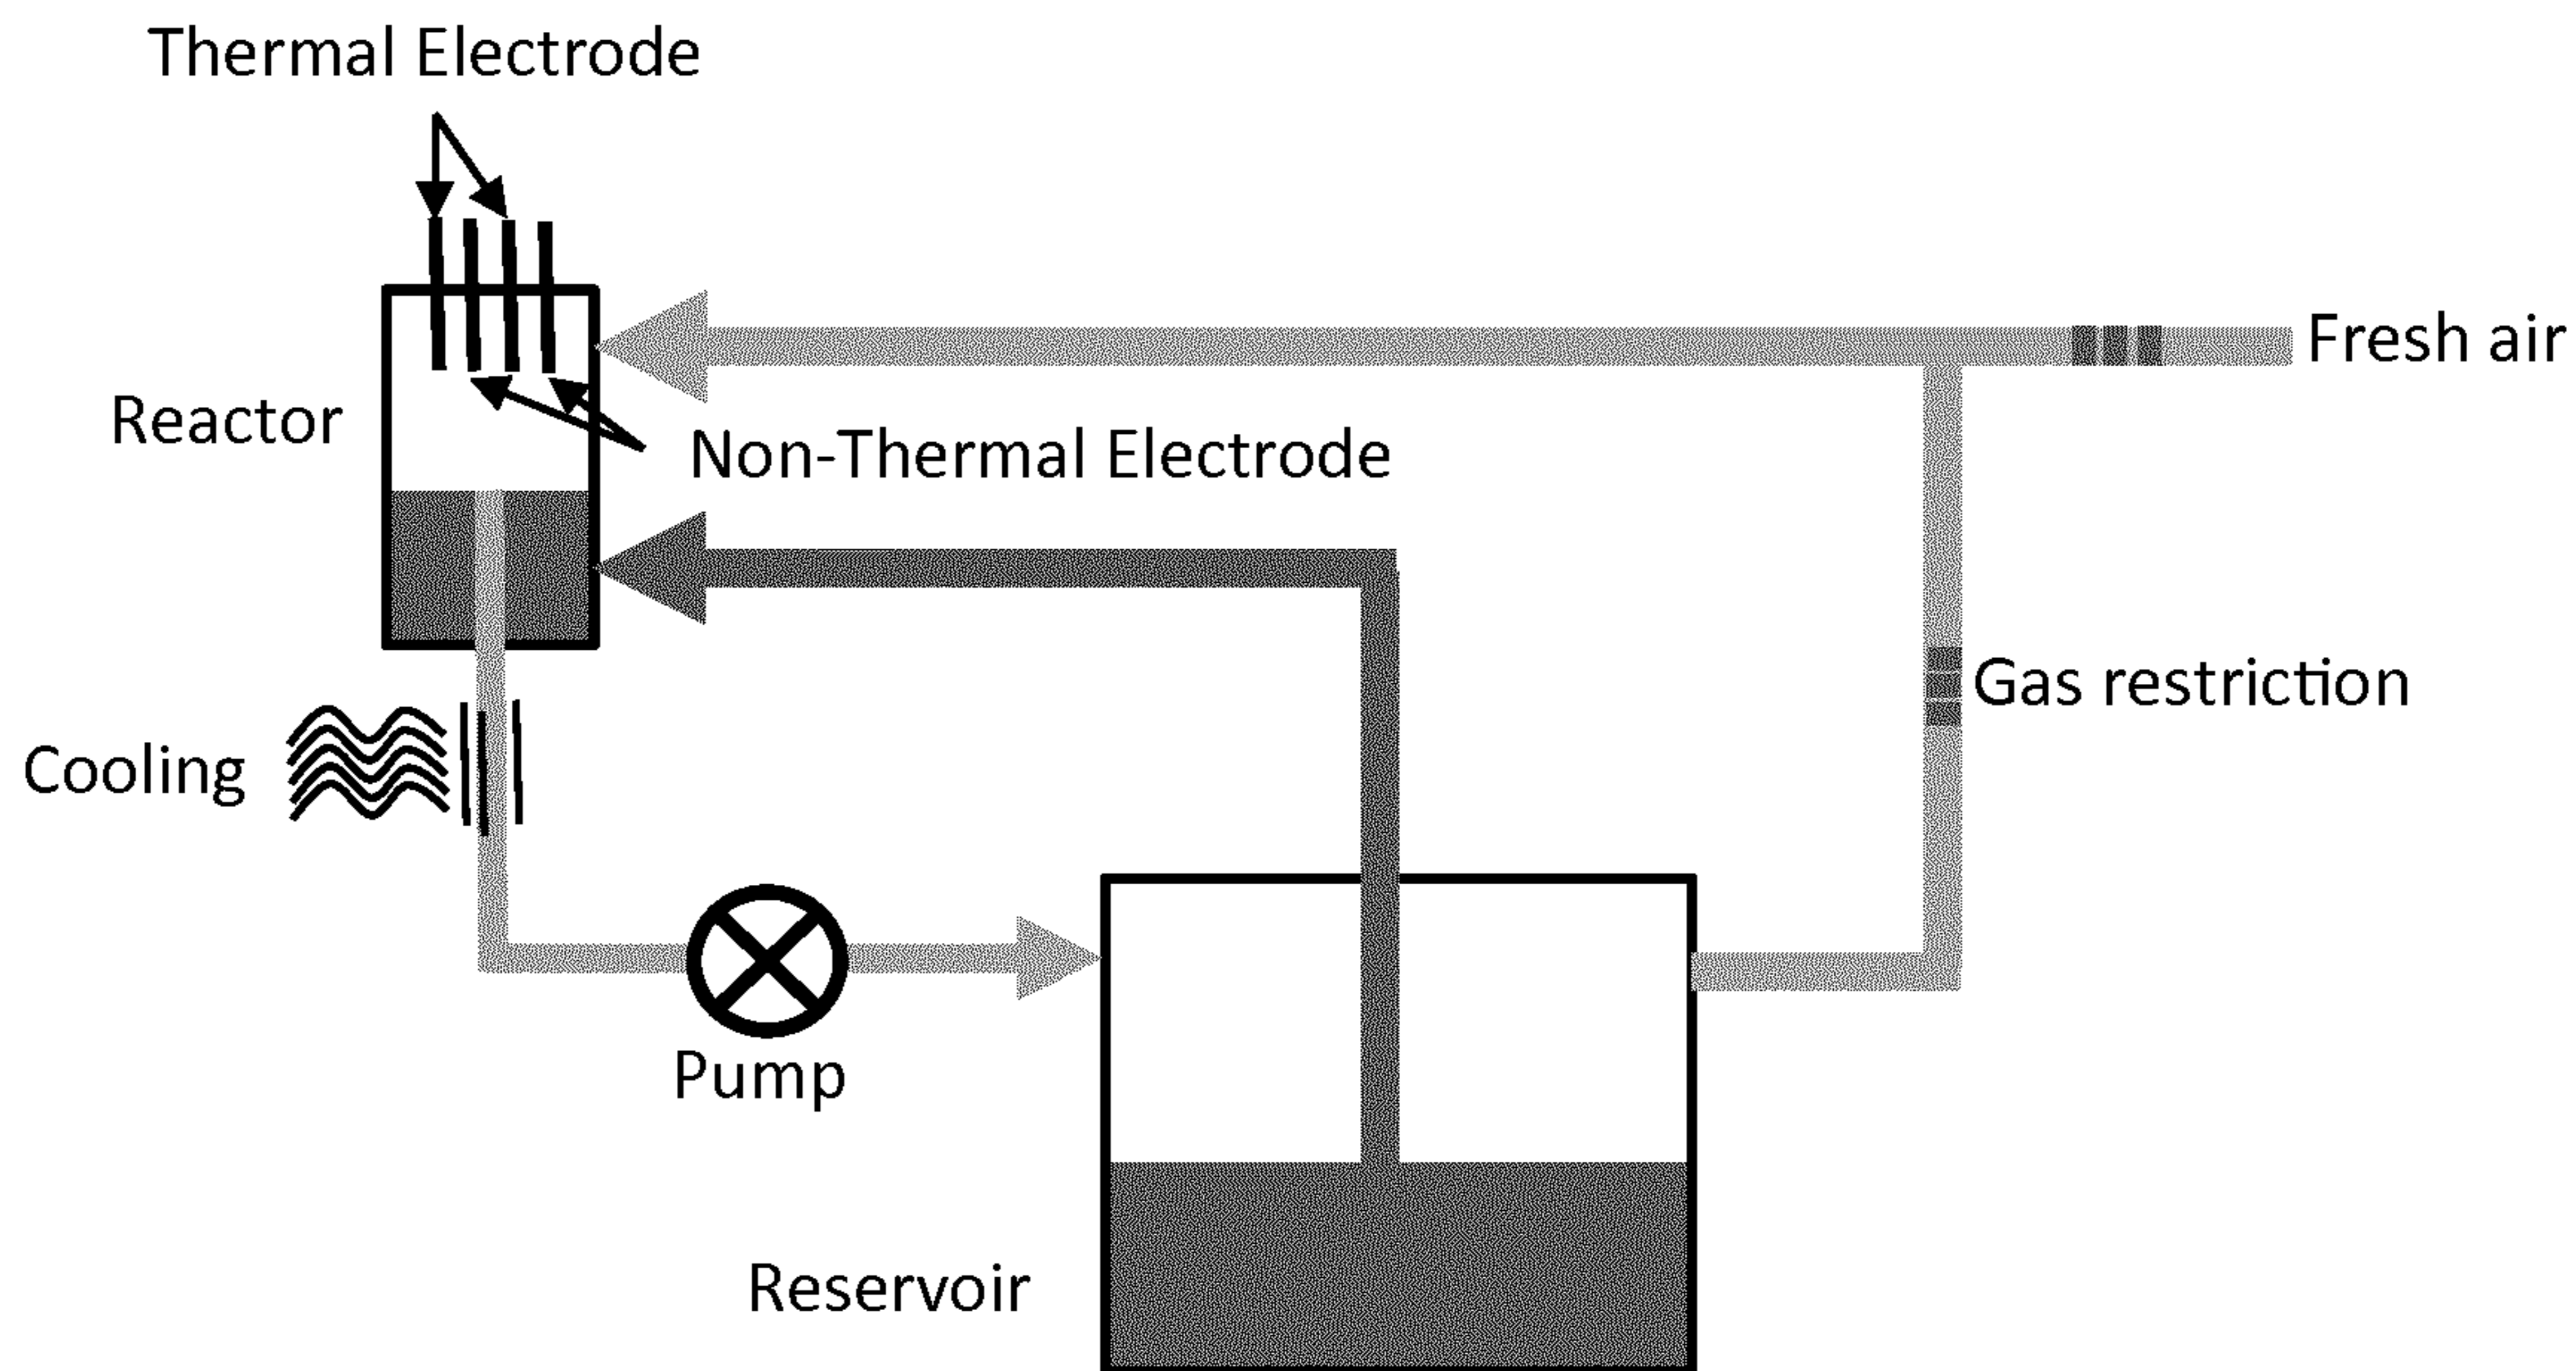 Thermal Electrode
Fresh air
Reactor
Non-Thermal Electrode
Gas restriction
Cooling
Pump
Reservoir